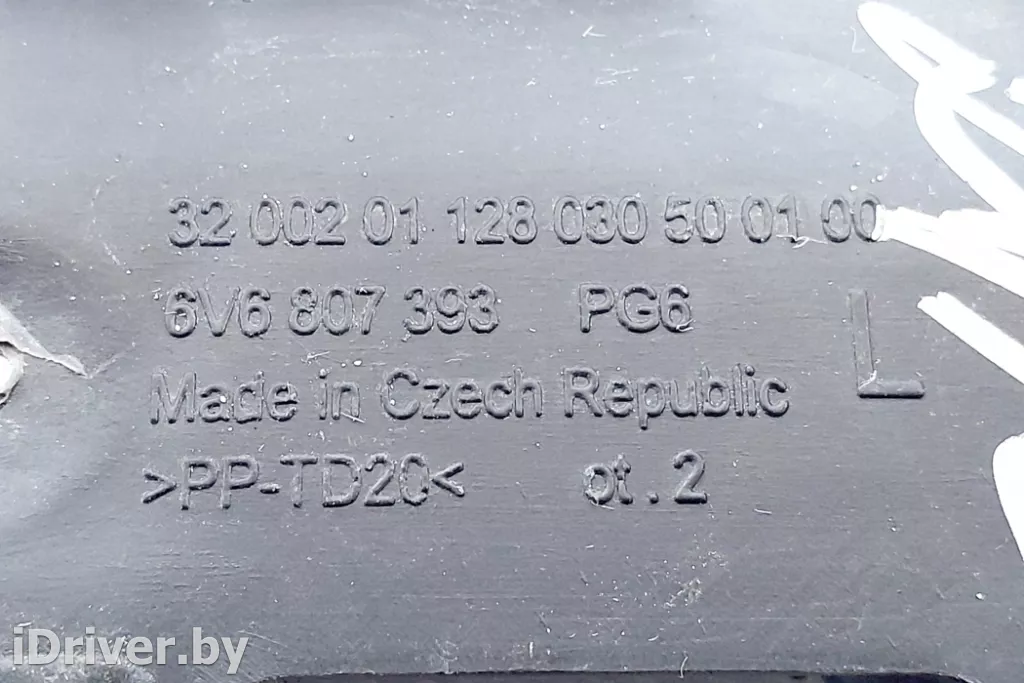 32 002 01 128 030 50 01 00
6V6 807 393 PG6
L
Made in Czech Republic
>PP-TD20< ot.2
iDriver.by